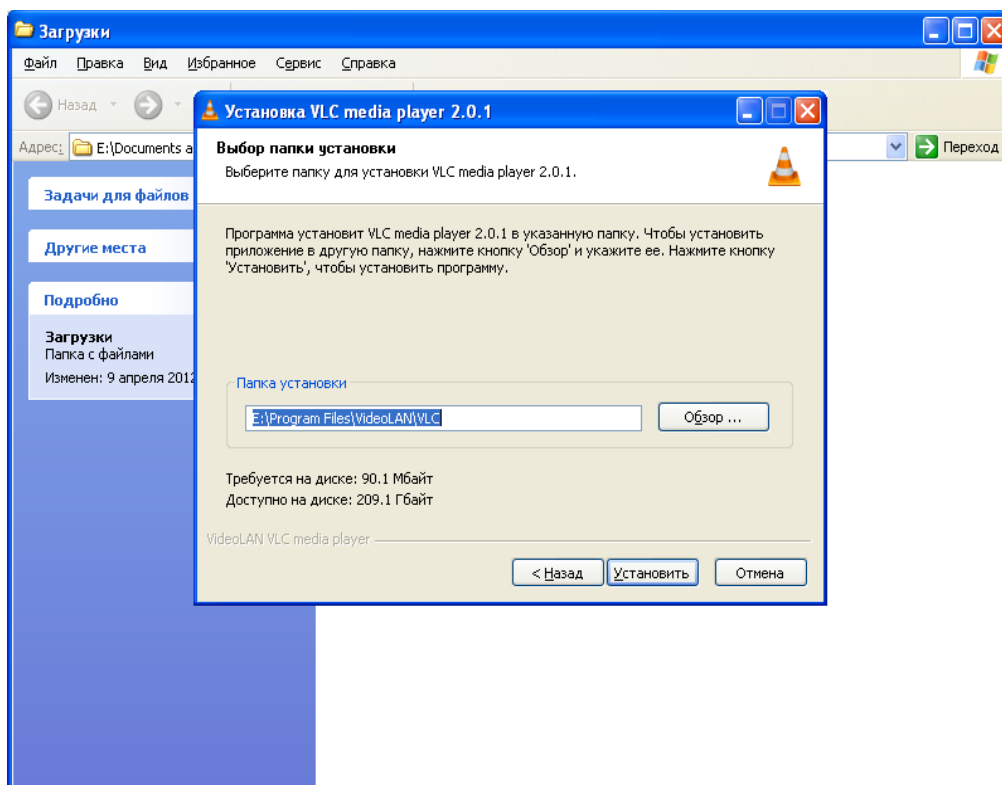 Загрузки
Файл Правка Вид Избранное Сервис Справка
Назад
Адрес: E:\Documents a
Переход
Задачи для файлов
Другие места
Подробно
Загрузки
Папка с файлами
Изменен: 9 апреля 2012
Установка VLC media player 2.0.1
Выбор папки установки
Выберите папку для установки VLC media player 2.0.1.
Программа установит VLC media player 2.0.1 в указанную папку. Чтобы установить
приложение в другую папку, нажмите кнопку 'Обзор' и укажите ее. Нажмите кнопку
'Установить', чтобы установить программу.
Папка установки
E:\Program Files\VideoLAN\VLC
Обзор ...
Требуется на диске: 90.1 Мбайт
Доступно на диске: 209.1 Гбайт
VideoLAN VLC media player
< Назад Установить Отмена